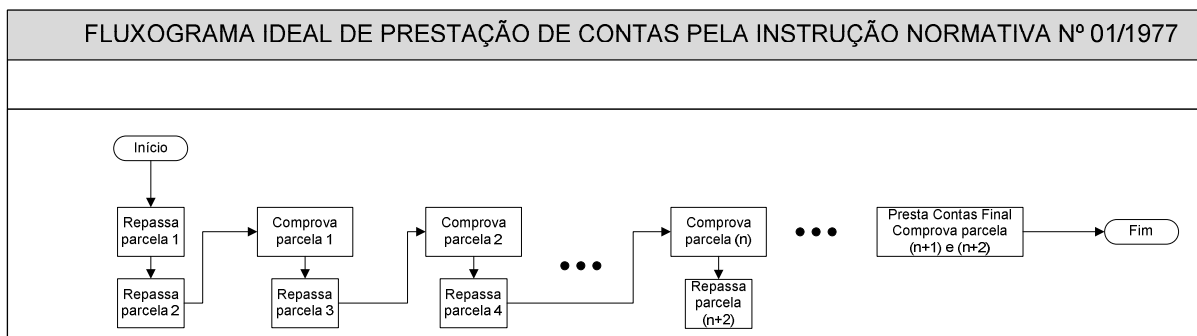 FLUXOGRAMA IDEAL DE PRESTAÇÃO DE CONTAS PELA INSTRUÇÃO NORMATIVA Nº 01/1977
Início
Repassa
parcela 1
Repassa
parcela 2
Comprova
parcela 1
Repassa
parcela 3
Comprova
parcela 2
Repassa
parcela 4
Comprova
parcela (n)
Repassa
parcela
(n+2)
Presta Contas Final
Comprova parcela
(n+1) e (n+2)
Fim